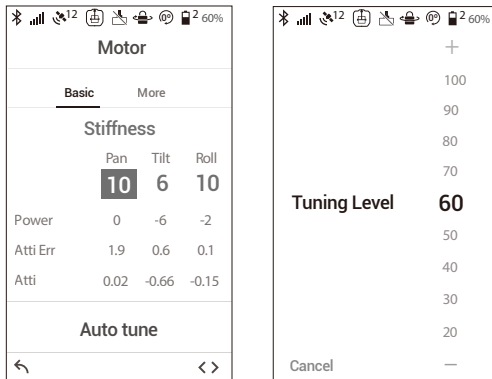 12 0° 2 60%
Motor
Basic More
Stiffness
Pan Tilt Roll
10 6 10
Power 0 -6 -2
Atti Err 1.9 0.6 0.1
Atti 0.02 -0.66 -0.15
Auto tune
< >
12 0° 2 60%
+
100
90
80
70
Tuning Level 60
50
40
30
20
Cancel —